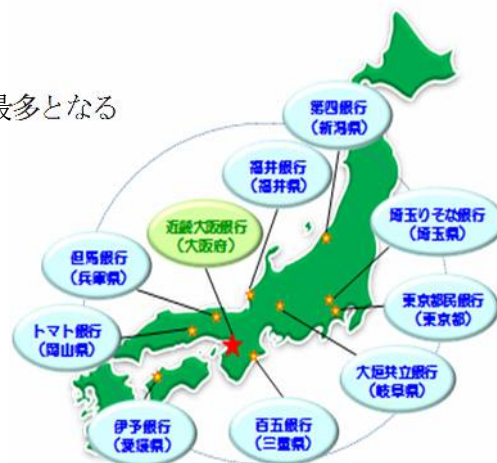 最多となる
第四銀行
(新潟県)
福井銀行
(福井県)
近畿大阪銀行
(大阪府)
埼玉りそな銀行
(埼玉県)
但馬銀行
(兵庫県)
東京都民銀行
(東京都)
トマト銀行
(岡山県)
大垣共立銀行
(岐阜県)
伊予銀行
(愛媛県)
百五銀行
(三重県)